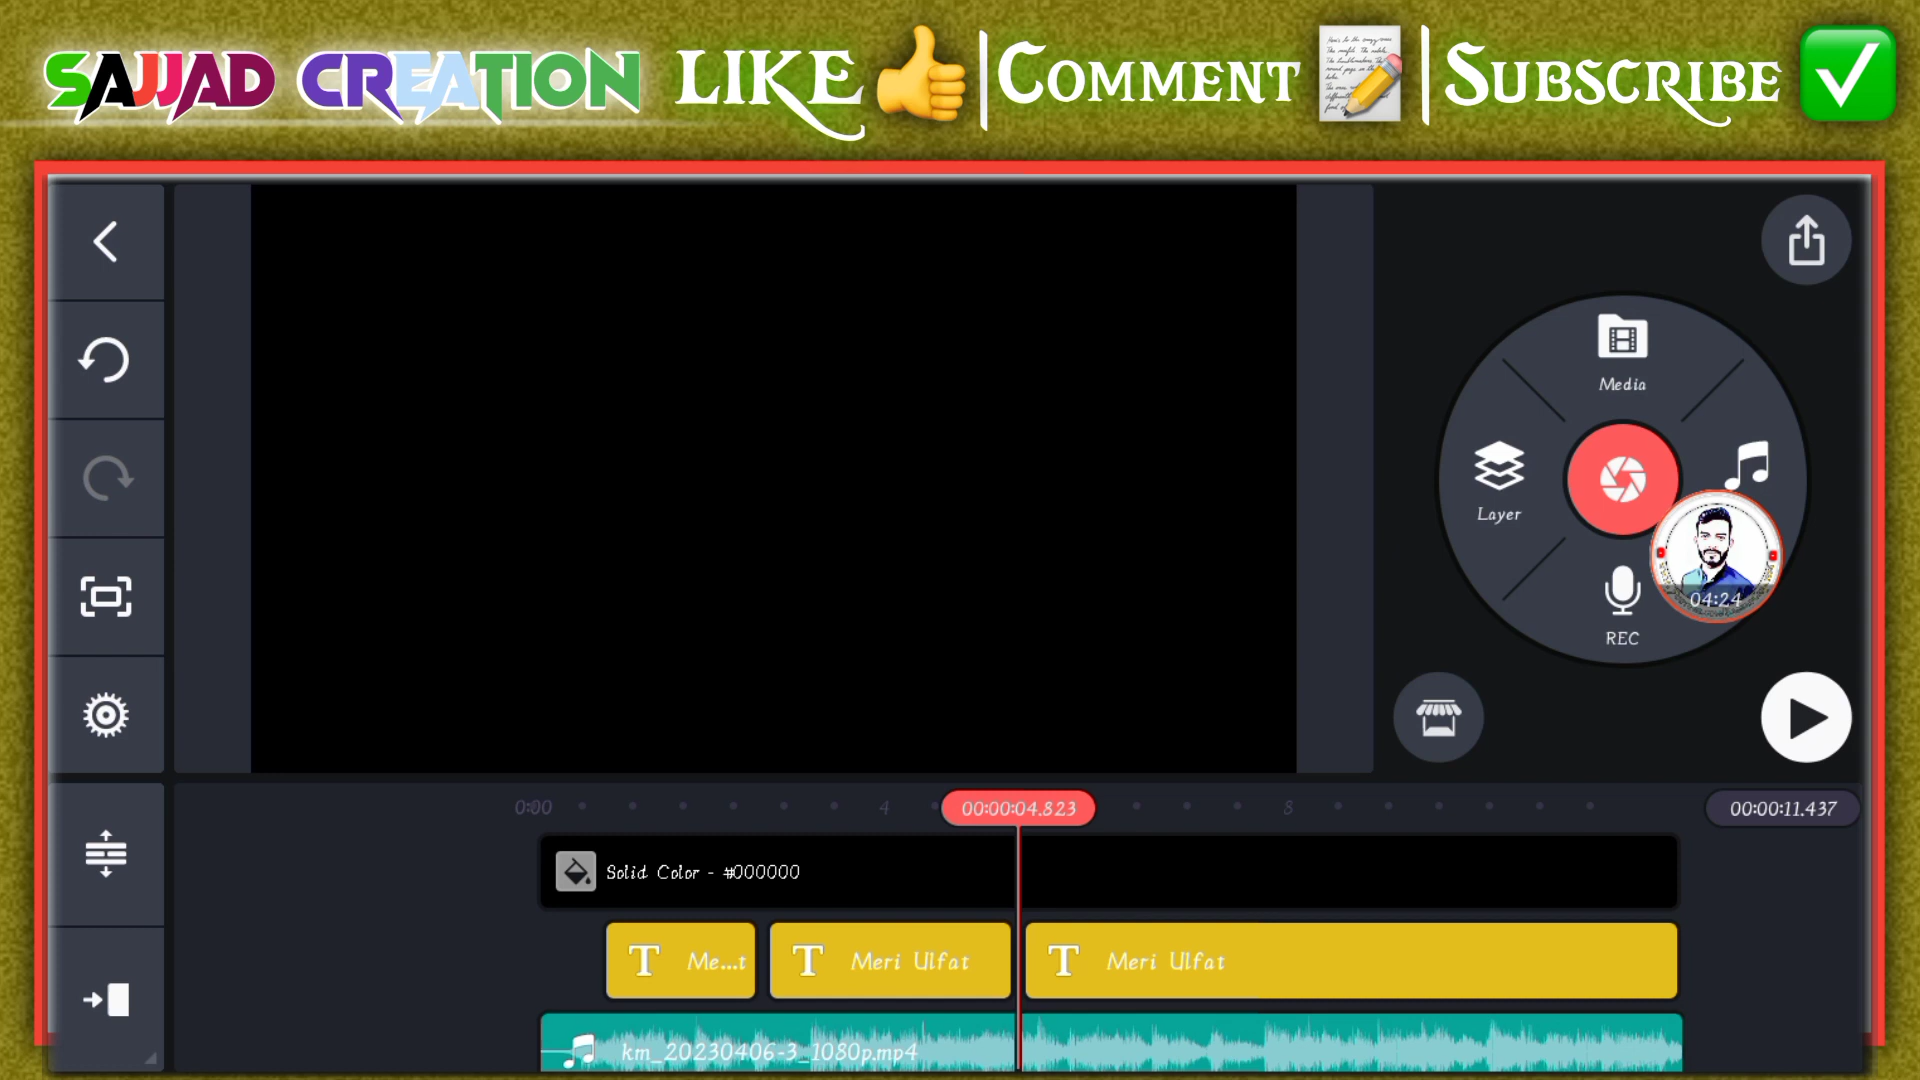 SAJJAD CREATION LIKE | COMMENT | SUBSCRIBE
Media
Layer
04:24
REC
0:00 4 00:00:04.823 8 00:00:11.437
Solid Color - #000000
Me...t Meri Ulfat Meri Ulfat
km_20230406-3_1080p.mp4